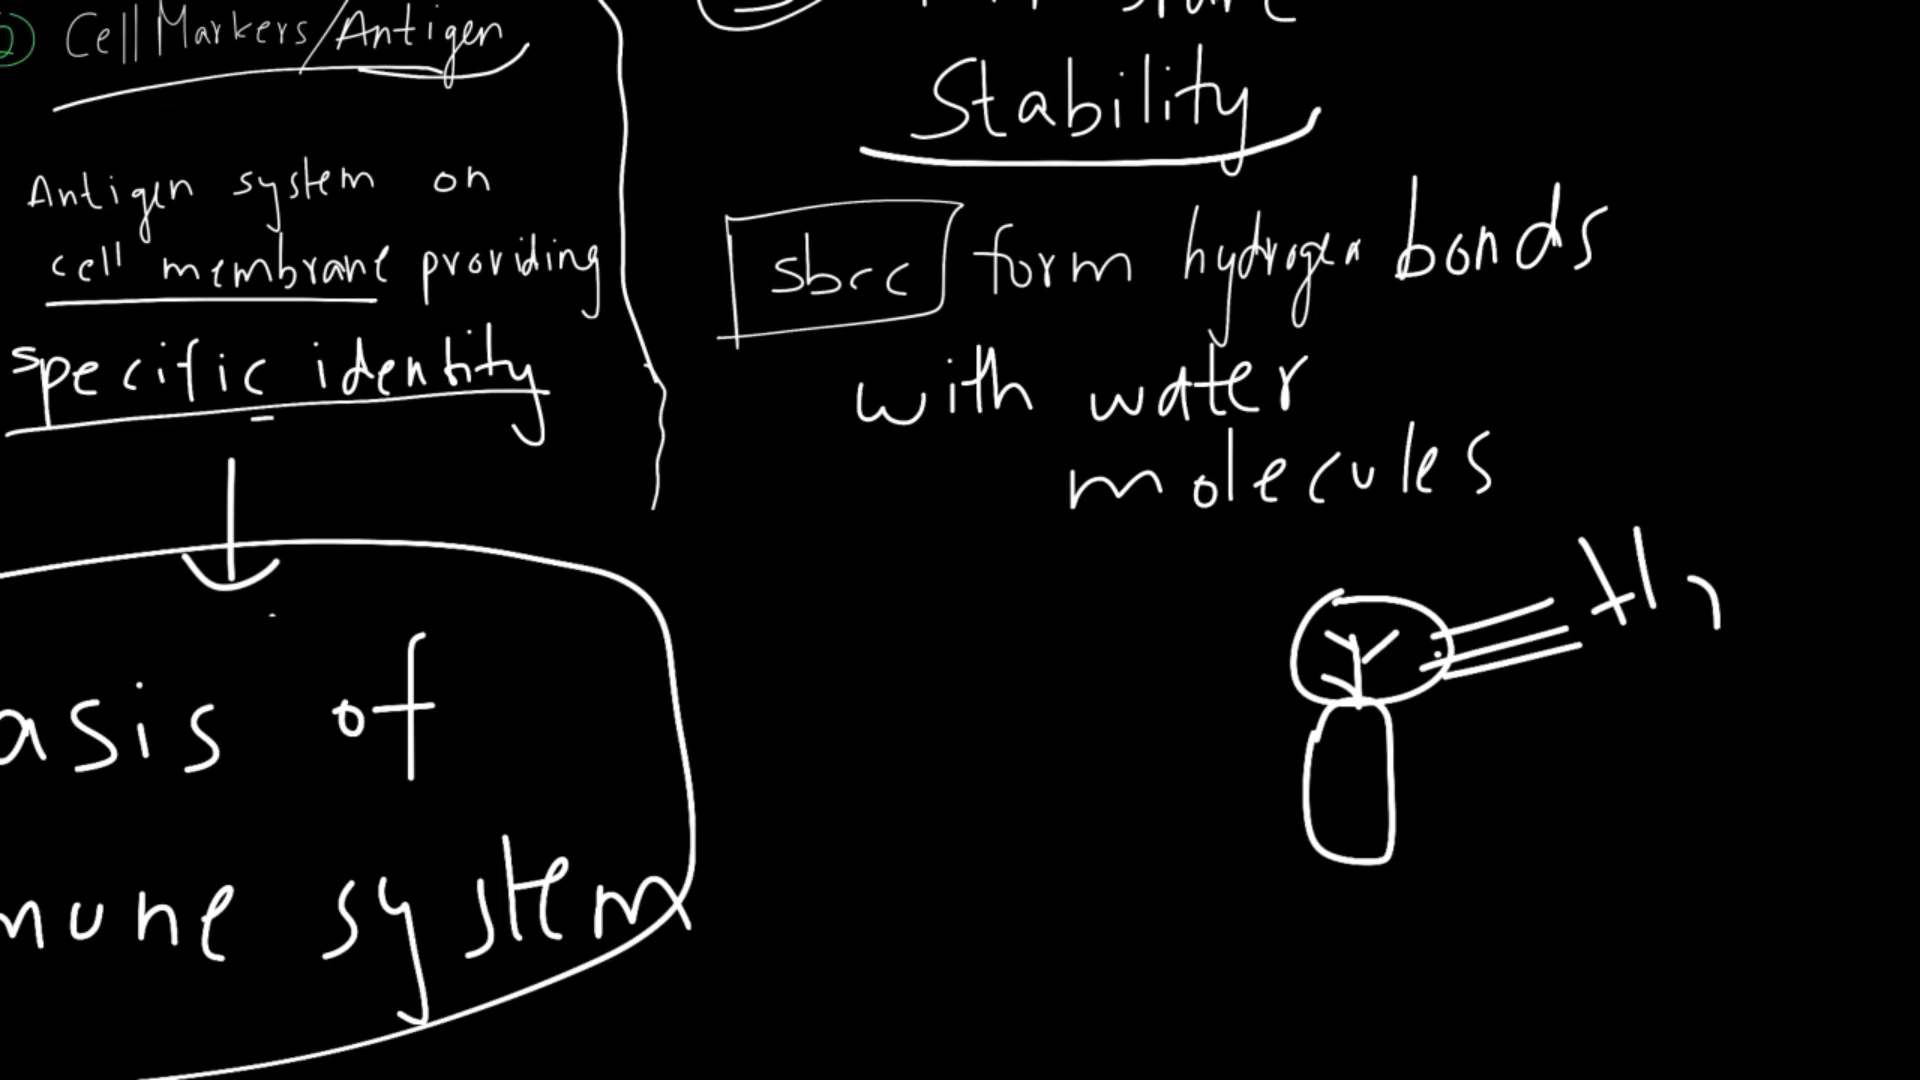 2 Cell Markers/Antigen
Antigen system on
cell membrane providing
specific identity
asis of
mune system
Stability
sbcc form hydrogen bonds
with water
molecules
H